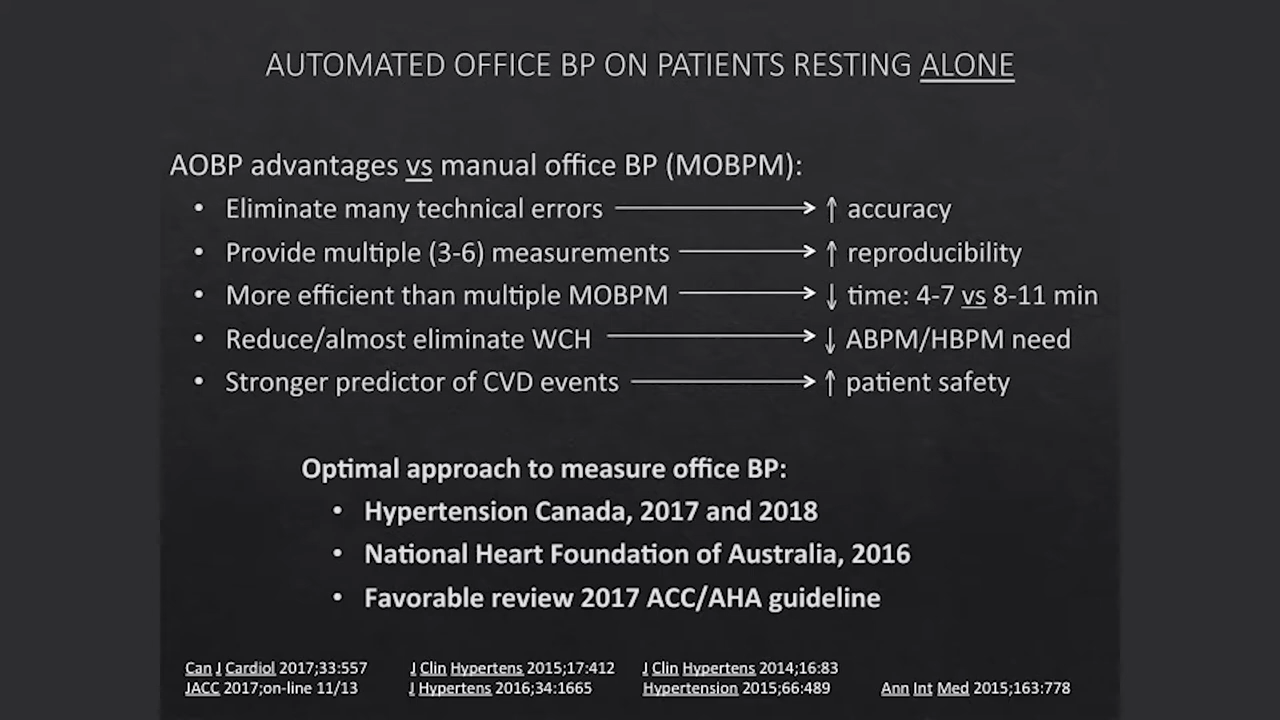 AUTOMATED OFFICE BP ON PATIENTS RESTING ALONE
AOBP advantages vs manual office BP (MOBPM):
• Eliminate many technical errors → ↑ accuracy
• Provide multiple (3-6) measurements → ↑ reproducibility
• More efficient than multiple MOBPM → ↓ time: 4-7 vs 8-11 min
• Reduce/almost eliminate WCH → ↓ ABPM/HBPM need
• Stronger predictor of CVD events → ↑ patient safety
Optimal approach to measure office BP:
• Hypertension Canada, 2017 and 2018
• National Heart Foundation of Australia, 2016
• Favorable review 2017 ACC/AHA guideline
Can J Cardiol 2017;33:557 J Clin Hypertens 2015;17:412 J Clin Hypertens 2014;16:83
JACC 2017;on-line 11/13 J Hypertens 2016;34:1665 Hypertension 2015;66:489 Ann Int Med 2015;163:778